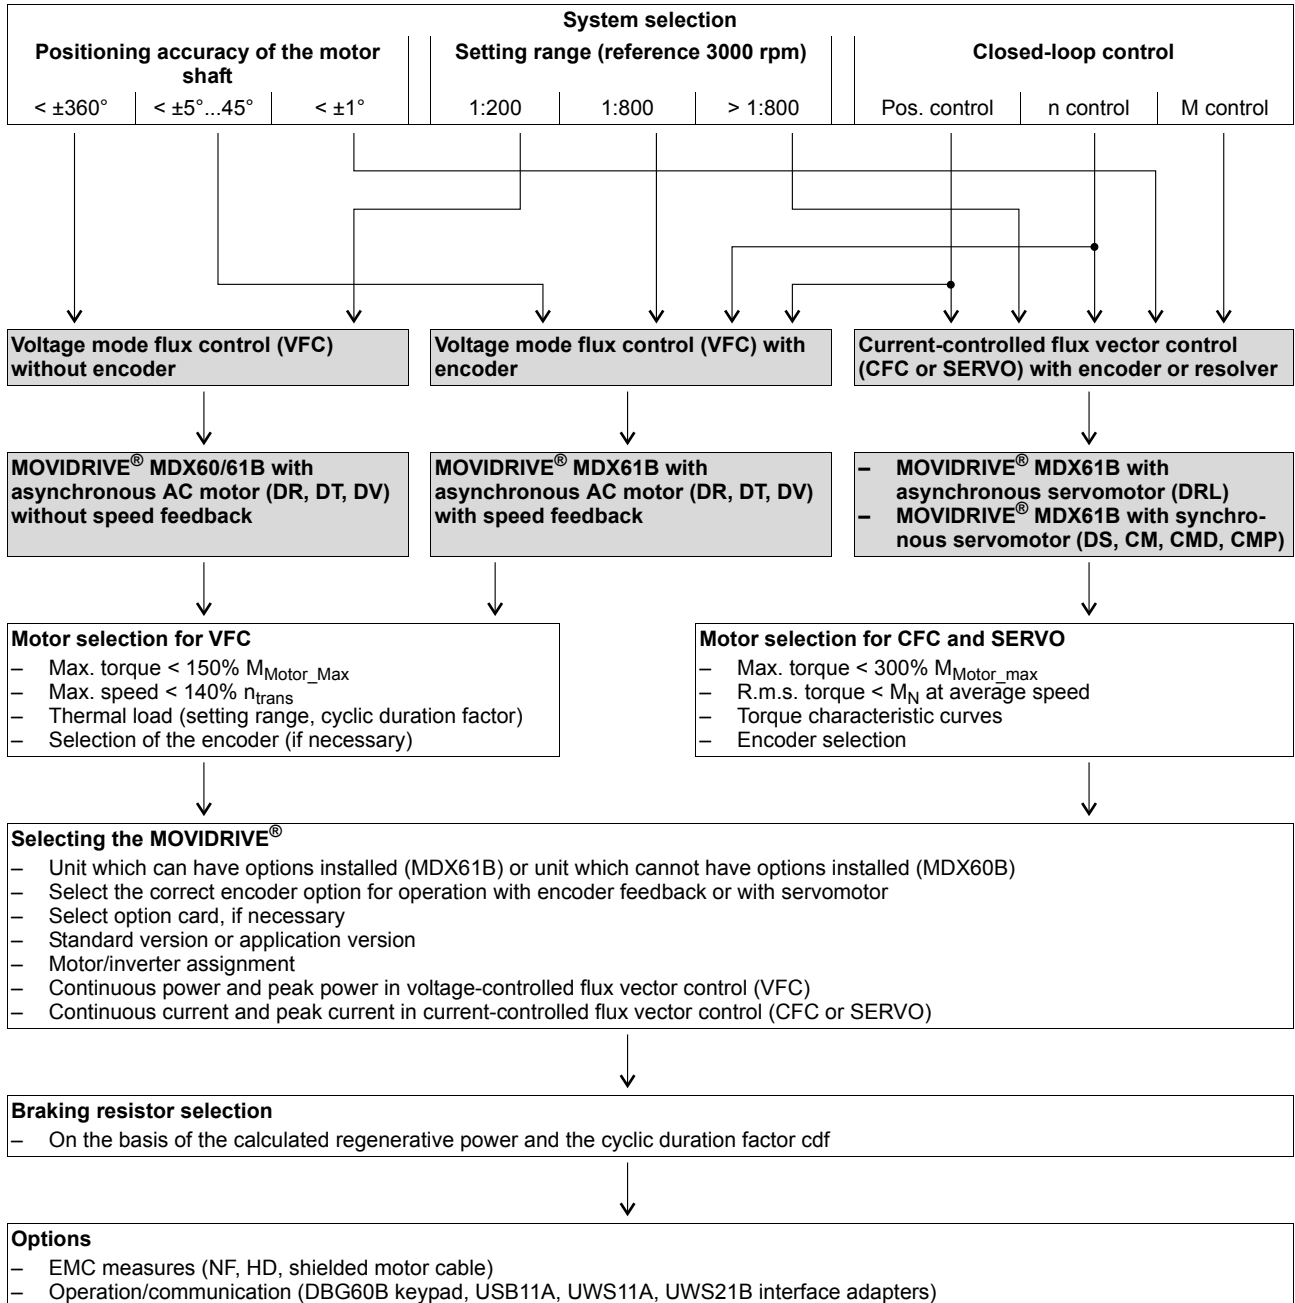 System selection
Positioning accuracy of the motor
shaft
Setting range (reference 3000 rpm)
Closed-loop control
< ±360°
< ±5°...45°
< ±1°
1:200
1:800
> 1:800
Pos. control
n control
M control
Voltage mode flux control (VFC)
without encoder
Voltage mode flux control (VFC) with
encoder
Current-controlled flux vector control
(CFC or SERVO) with encoder or resolver
MOVIDRIVE® MDX60/61B with
asynchronous AC motor (DR, DT, DV)
without speed feedback
MOVIDRIVE® MDX61B with
asynchronous AC motor (DR, DT, DV)
with speed feedback
– MOVIDRIVE® MDX61B with
asynchronous servomotor (DRL)
– MOVIDRIVE® MDX61B with synchro-
nous servomotor (DS, CM, CMD, CMP)
Motor selection for VFC
– Max. torque < 150% MMotor_Max
– Max. speed < 140% ntrans
– Thermal load (setting range, cyclic duration factor)
– Selection of the encoder (if necessary)
Motor selection for CFC and SERVO
– Max. torque < 300% MMotor_max
– R.m.s. torque < MN at average speed
– Torque characteristic curves
– Encoder selection
Selecting the MOVIDRIVE®
– Unit which can have options installed (MDX61B) or unit which cannot have options installed (MDX60B)
– Select the correct encoder option for operation with encoder feedback or with servomotor
– Select option card, if necessary
– Standard version or application version
– Motor/inverter assignment
– Continuous power and peak power in voltage-controlled flux vector control (VFC)
– Continuous current and peak current in current-controlled flux vector control (CFC or SERVO)
Braking resistor selection
– On the basis of the calculated regenerative power and the cyclic duration factor cdf
Options
– EMC measures (NF, HD, shielded motor cable)
– Operation/communication (DBG60B keypad, USB11A, UWS11A, UWS21B interface adapters)